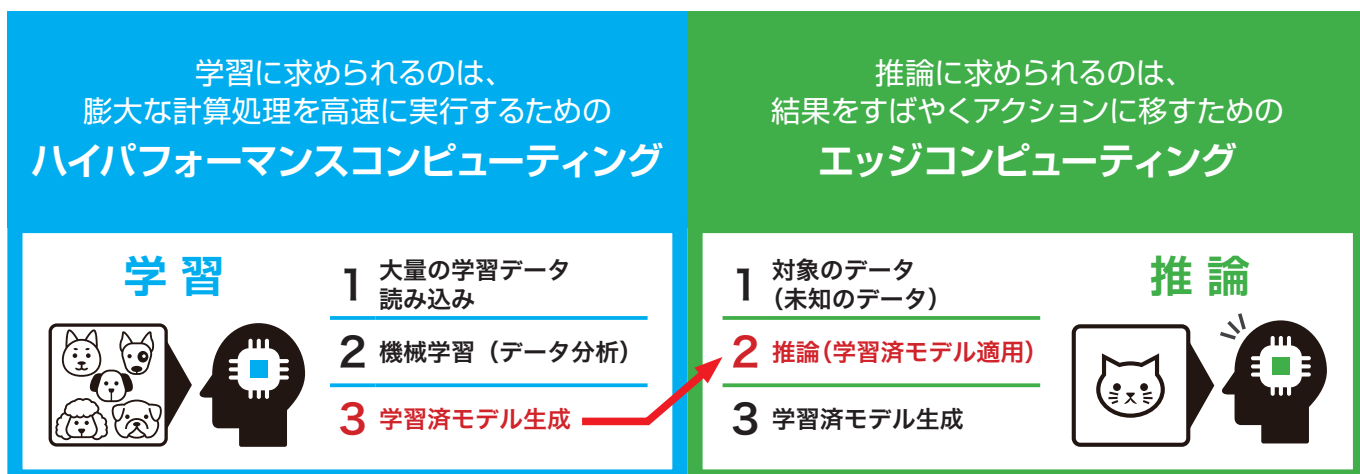 学習に求められるのは、
膨大な計算処理を高速に実行するための
ハイパフォーマンスコンピューティング
学習
1 大量の学習データ
読み込み
2 機械学習（データ分析）
3 学習済モデル生成
推論に求められるのは、
結果をすばやくアクションに移すための
エッジコンピューティング
1 対象のデータ
（未知のデータ）
2 推論（学習済モデル適用）
3 学習済モデル生成
推論